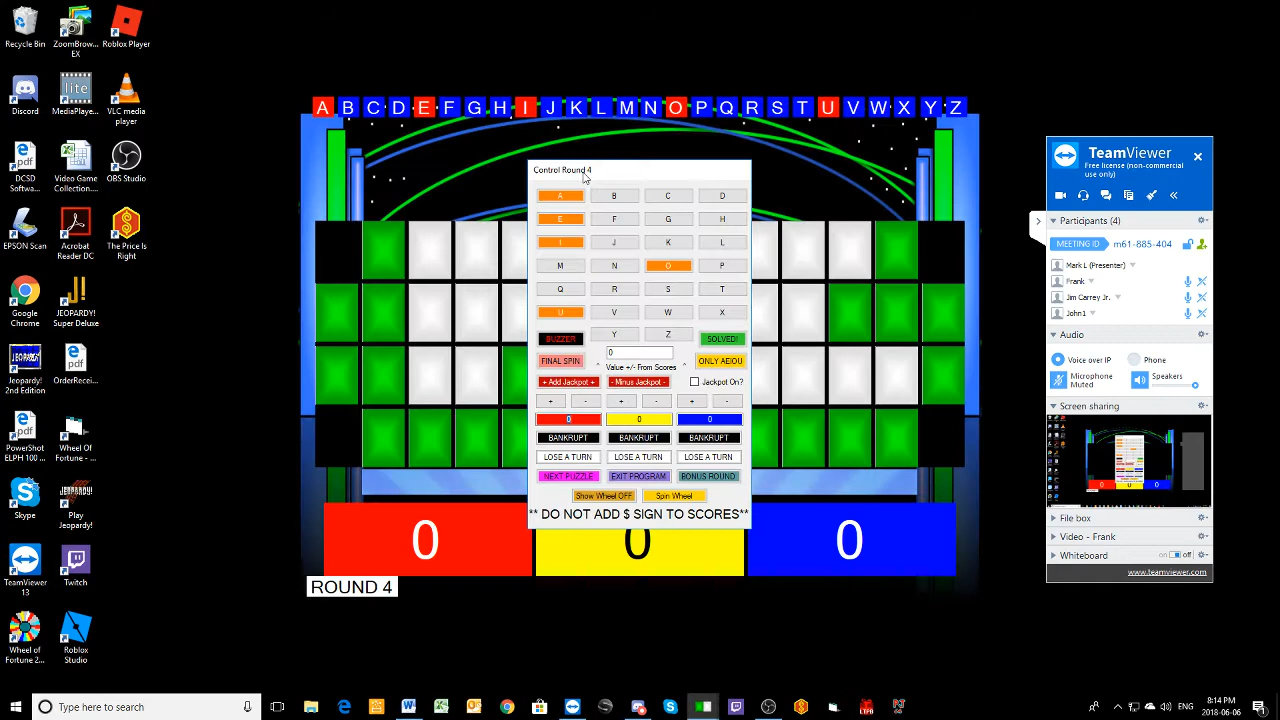 Recycle Bin
ZoomBrow...
EX
Roblox Player
Discord
lite
MediaPlaye...
VLC media
player
pdf
DCSD
Softwa...
Video Game
Collection....
OBS Studio
EPSON Scan
Acrobat
Reader DC
The Price Is
Right
Google
Chrome
J!
JEOPARDY!
Super Deluxe
JEOPARDY!
Jeopardy!
2nd Edition
pdf
OrderRecei...
pdf
PowerShot
ELPH 100 ...
Wheel Of
Fortune - ...
Skype
Play
Jeopardy!
TeamViewer
13
Twitch
Wheel of
Fortune 2...
Roblox
Studio
A B C D E F G H I J K L M N O P Q R S T U V W X Y Z
Control Round 4
A B C D
E F G H
I J K L
M N O P
Q R S T
U V W X
BUZZER Y Z SOLVED!
0
FINAL SPIN ^ Value +/- From Scores ^ ONLY AEIOU
+ Add Jackpot + - Minus Jackpot - Jackpot On?
+ - + - + -
0 0 0
BANKRUPT BANKRUPT BANKRUPT
LOSE A TURN LOSE A TURN LOSE A TURN
NEXT PUZZLE EXIT PROGRAM BONUS ROUND
Show Wheel OFF Spin Wheel
** DO NOT ADD $ SIGN TO SCORES**
0 0 0
ROUND 4
TeamViewer
Free license (non-commercial
use only)
Participants (4)
MEETING ID m61-885-404
Mark L (Presenter)
Frank
Jim Carrey Jr.
John1
Audio
Voice over IP Phone
Microphone
Muted
Speakers
Screen sharing
File box
Video - Frank
Whiteboard on off
www.teamviewer.com
Type here to search
ENG
8:14 PM
2018-06-06